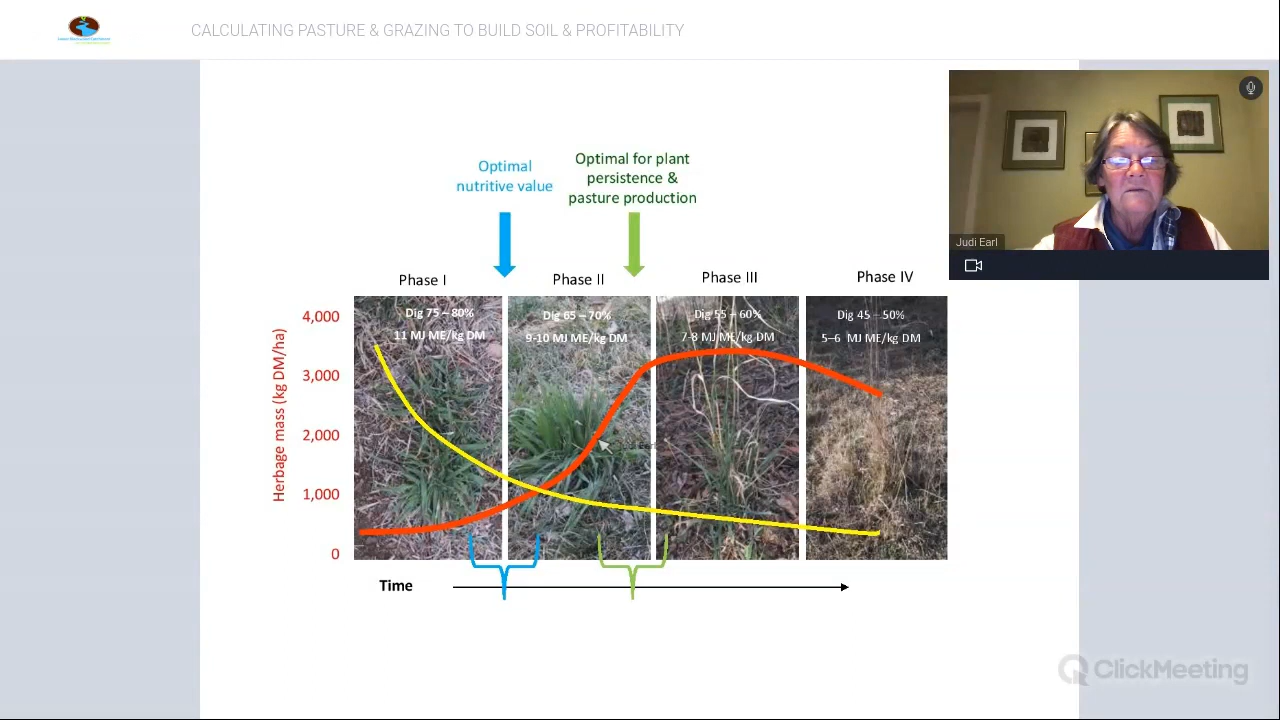 CALCULATING PASTURE & GRAZING TO BUILD SOIL & PROFITABILITY
Judi Earl
Optimal
nutritive value
Optimal for plant
persistence &
pasture production
Phase I
Phase II
Phase III
Phase IV
Dig 75 – 80%
11 MJ ME/kg DM
Dig 65 – 70%
9-10 MJ ME/kg DM
Dig 55 – 60%
7-8 MJ ME/kg DM
Dig 45 – 50%
5–6 MJ ME/kg DM
Herbage mass (kg DM/ha)
4,000
3,000
2,000
1,000
0
Time
ClickMeeting